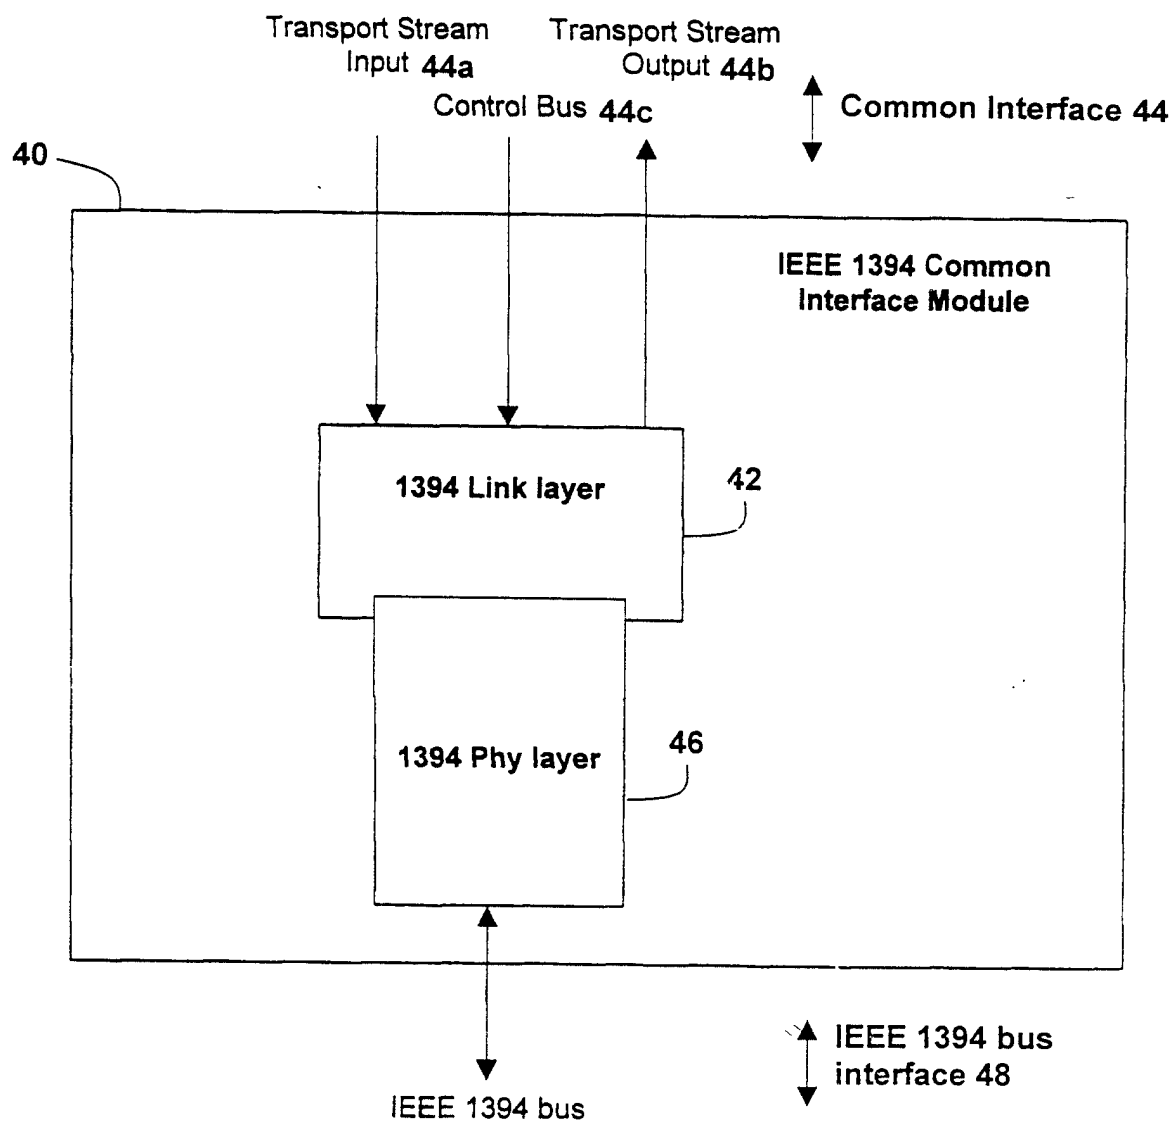 Transport Stream
Input 44a
Transport Stream
Output 44b
Control Bus 44c
Common Interface 44
40
IEEE 1394 Common
Interface Module
1394 Link layer
42
1394 Phy layer
46
IEEE 1394 bus
interface 48
IEEE 1394 bus